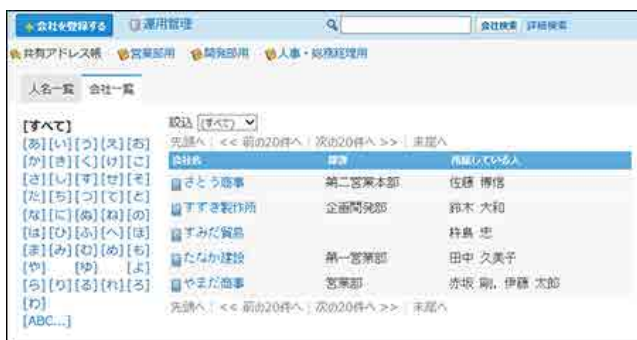 会社を登録する 運用管理 会社検索 詳細検索
共有アドレス帳 営業部用 開発部用 人事・総務経理用
人名一覧 会社一覧
[すべて]
[あ][い][う][え][お]
[か][き][く][け][こ]
[さ][し][す][せ][そ]
[た][ち][つ][て][と]
[な][に][ぬ][ね][の]
[は][ひ][ふ][へ][ほ]
[ま][み][む][め][も]
[や] [ゆ] [よ]
[ら][り][る][れ][ろ]
[わ]
[ABC...]
絞込 (すべて)
先頭へ | << 前の20件へ | 次の20件へ >> | 末尾へ
会社名 部課 所属している人
さとう商事 第二営業本部 佐藤 博信
すずき製作所 企画開発部 鈴木 大和
すみだ貿易 杵島 忠
たなか建設 第一営業部 田中 久美子
やまだ商事 営業部 赤坂 剛, 伊藤 太郎
先頭へ | << 前の20件へ | 次の20件へ >> | 末尾へ